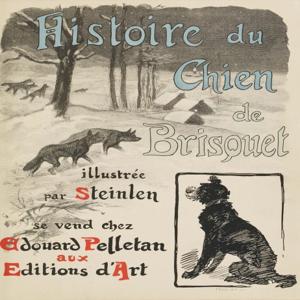 Histoire du
Chien
de
Brisquet
illustrée
par Steinlen
se vend chez
Edouard Pelletan
aux
Editions d'Art